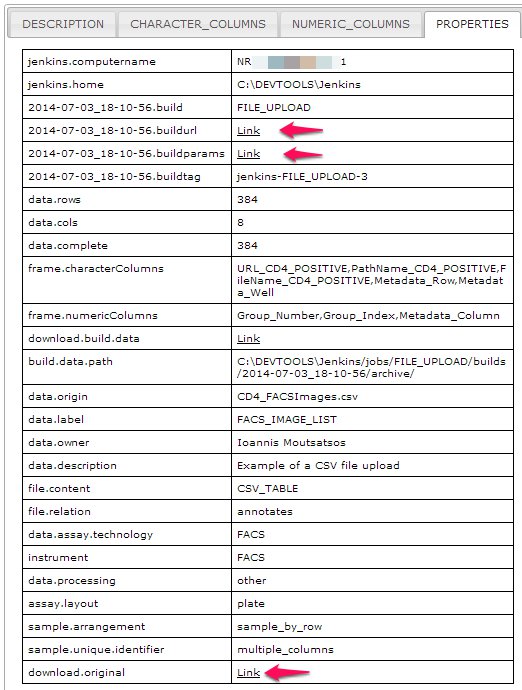 DESCRIPTION CHARACTER_COLUMNS NUMERIC_COLUMNS PROPERTIES
jenkins.computername NR 1
jenkins.home C:\DEVTOOLS\Jenkins
2014-07-03_18-10-56.build FILE_UPLOAD
2014-07-03_18-10-56.buildurl Link
2014-07-03_18-10-56.buildparams Link
2014-07-03_18-10-56.buildtag jenkins-FILE_UPLOAD-3
data.rows 384
data.cols 8
data.complete 384
frame.characterColumns URL_CD4_POSITIVE,PathName_CD4_POSITIVE,F
ileName_CD4_POSITIVE,Metadata_Row,Metadat
a_Well
frame.numericColumns Group_Number,Group_Index,Metadata_Column
download.build.data Link
build.data.path C:\DEVTOOLS\Jenkins/jobs/FILE_UPLOAD/builds
/2014-07-03_18-10-56/archive/
data.origin CD4_FACSImages.csv
data.label FACS_IMAGE_LIST
data.owner Ioannis Moutsatsos
data.description Example of a CSV file upload
file.content CSV_TABLE
file.relation annotates
data.assay.technology FACS
instrument FACS
data.processing other
assay.layout plate
sample.arrangement sample_by_row
sample.unique.identifier multiple_columns
download.original Link